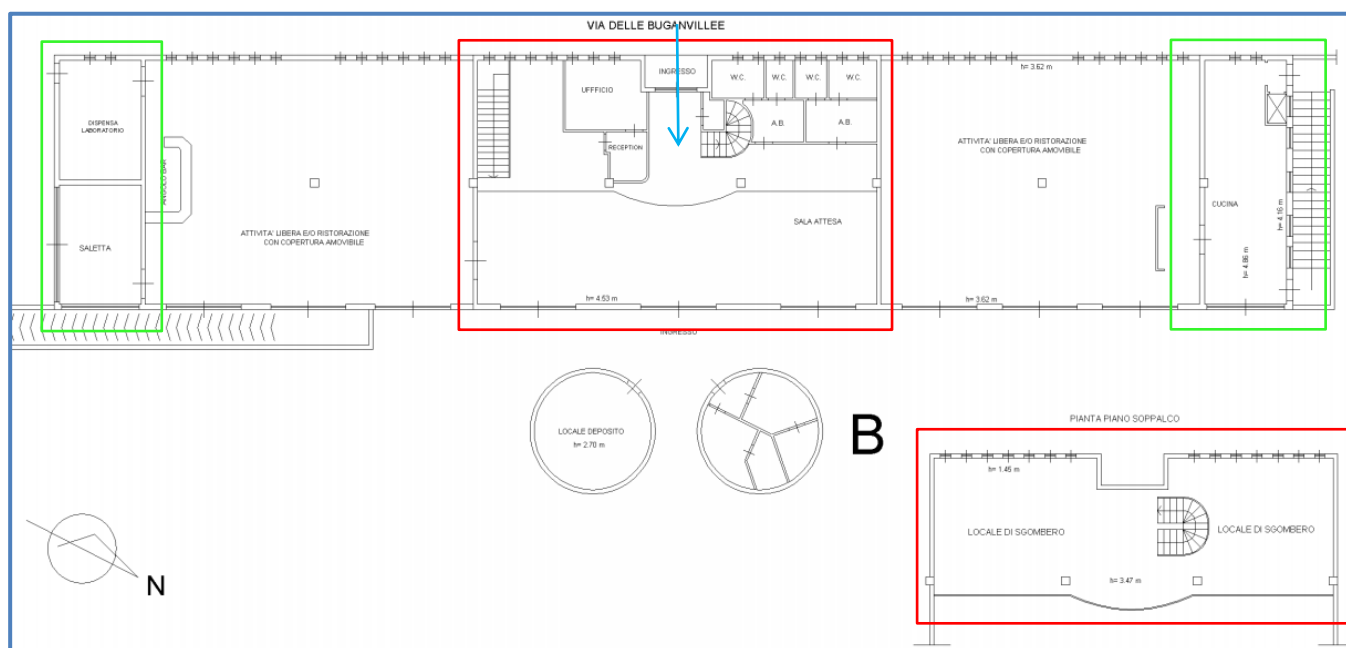 VIA DELLE BUGANVILLEE
INGRESSO
W.C.
W.C.
W.C.
W.C.
h= 3.62 m
UFFFICIO
DISPENSA
LABORATORIO
A.B.
A.B.
RECEPTION
ATTIVITA' LIBERA E/O RISTORAZIONE
CON COPERTURA AMOVIBILE
ANGOLO BAR
CUCINA
h= 4.16 m
SALA ATTESA
ATTIVITA' LIBERA E/O RISTORAZIONE
CON COPERTURA AMOVIBILE
SALETTA
h= 4.86 m
h= 4.53 m
h= 3.62 m
INGRESSO
LOCALE DEPOSITO
h= 2.70 m
B
PIANTA PIANO SOPPALCO
h= 1.45 m
LOCALE DI SGOMBERO
LOCALE DI SGOMBERO
h= 3.47 m
N